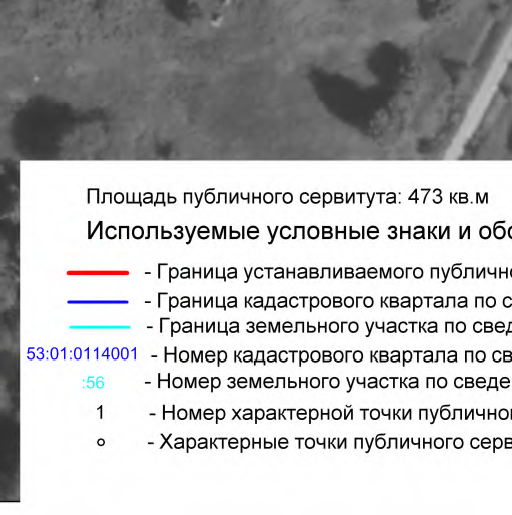 Площадь публичного сервитута: 473 кв.м
Используемые условные знаки и обо
- Граница устанавливаемого публично
- Граница кадастрового квартала по с
- Граница земельного участка по свед
53:01:0114001 - Номер кадастрового квартала по св
:56 - Номер земельного участка по сведе
1 - Номер характерной точки публично
- Характерные точки публичного серв